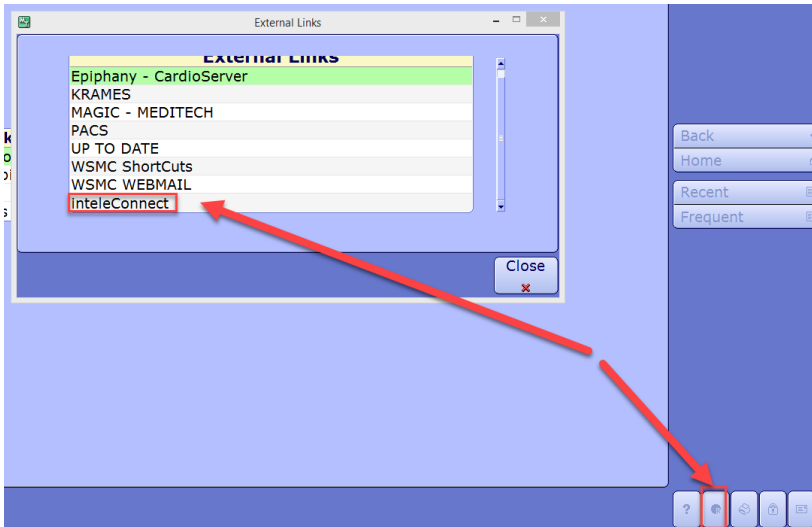 External Links
External Links
Epiphany - CardioServer
KRAMES
MAGIC - MEDITECH
PACS
UP TO DATE
WSMC ShortCuts
WSMC WEBMAIL
inteleConnect
Close
Back
Home
Recent
Frequent
?